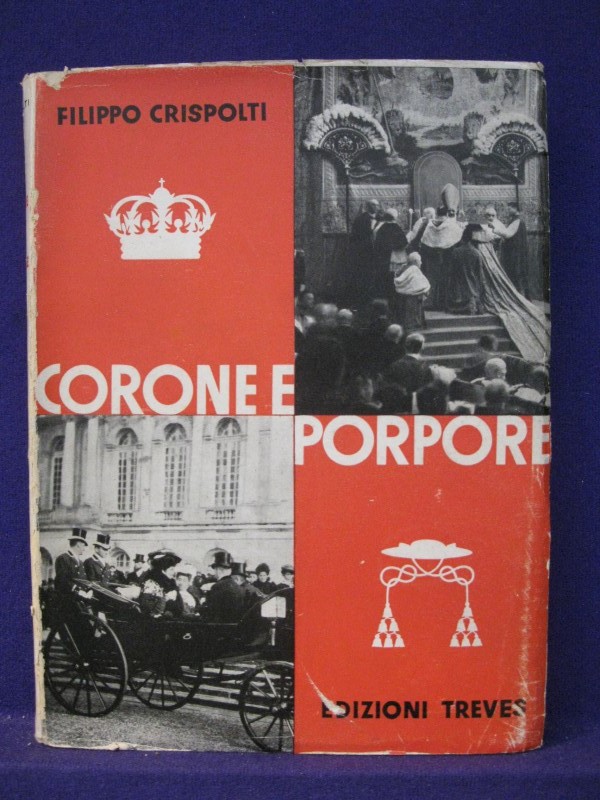 FILIPPO CRISPOLTI
CORONE E
PORPORE
EDIZIONI TREVES